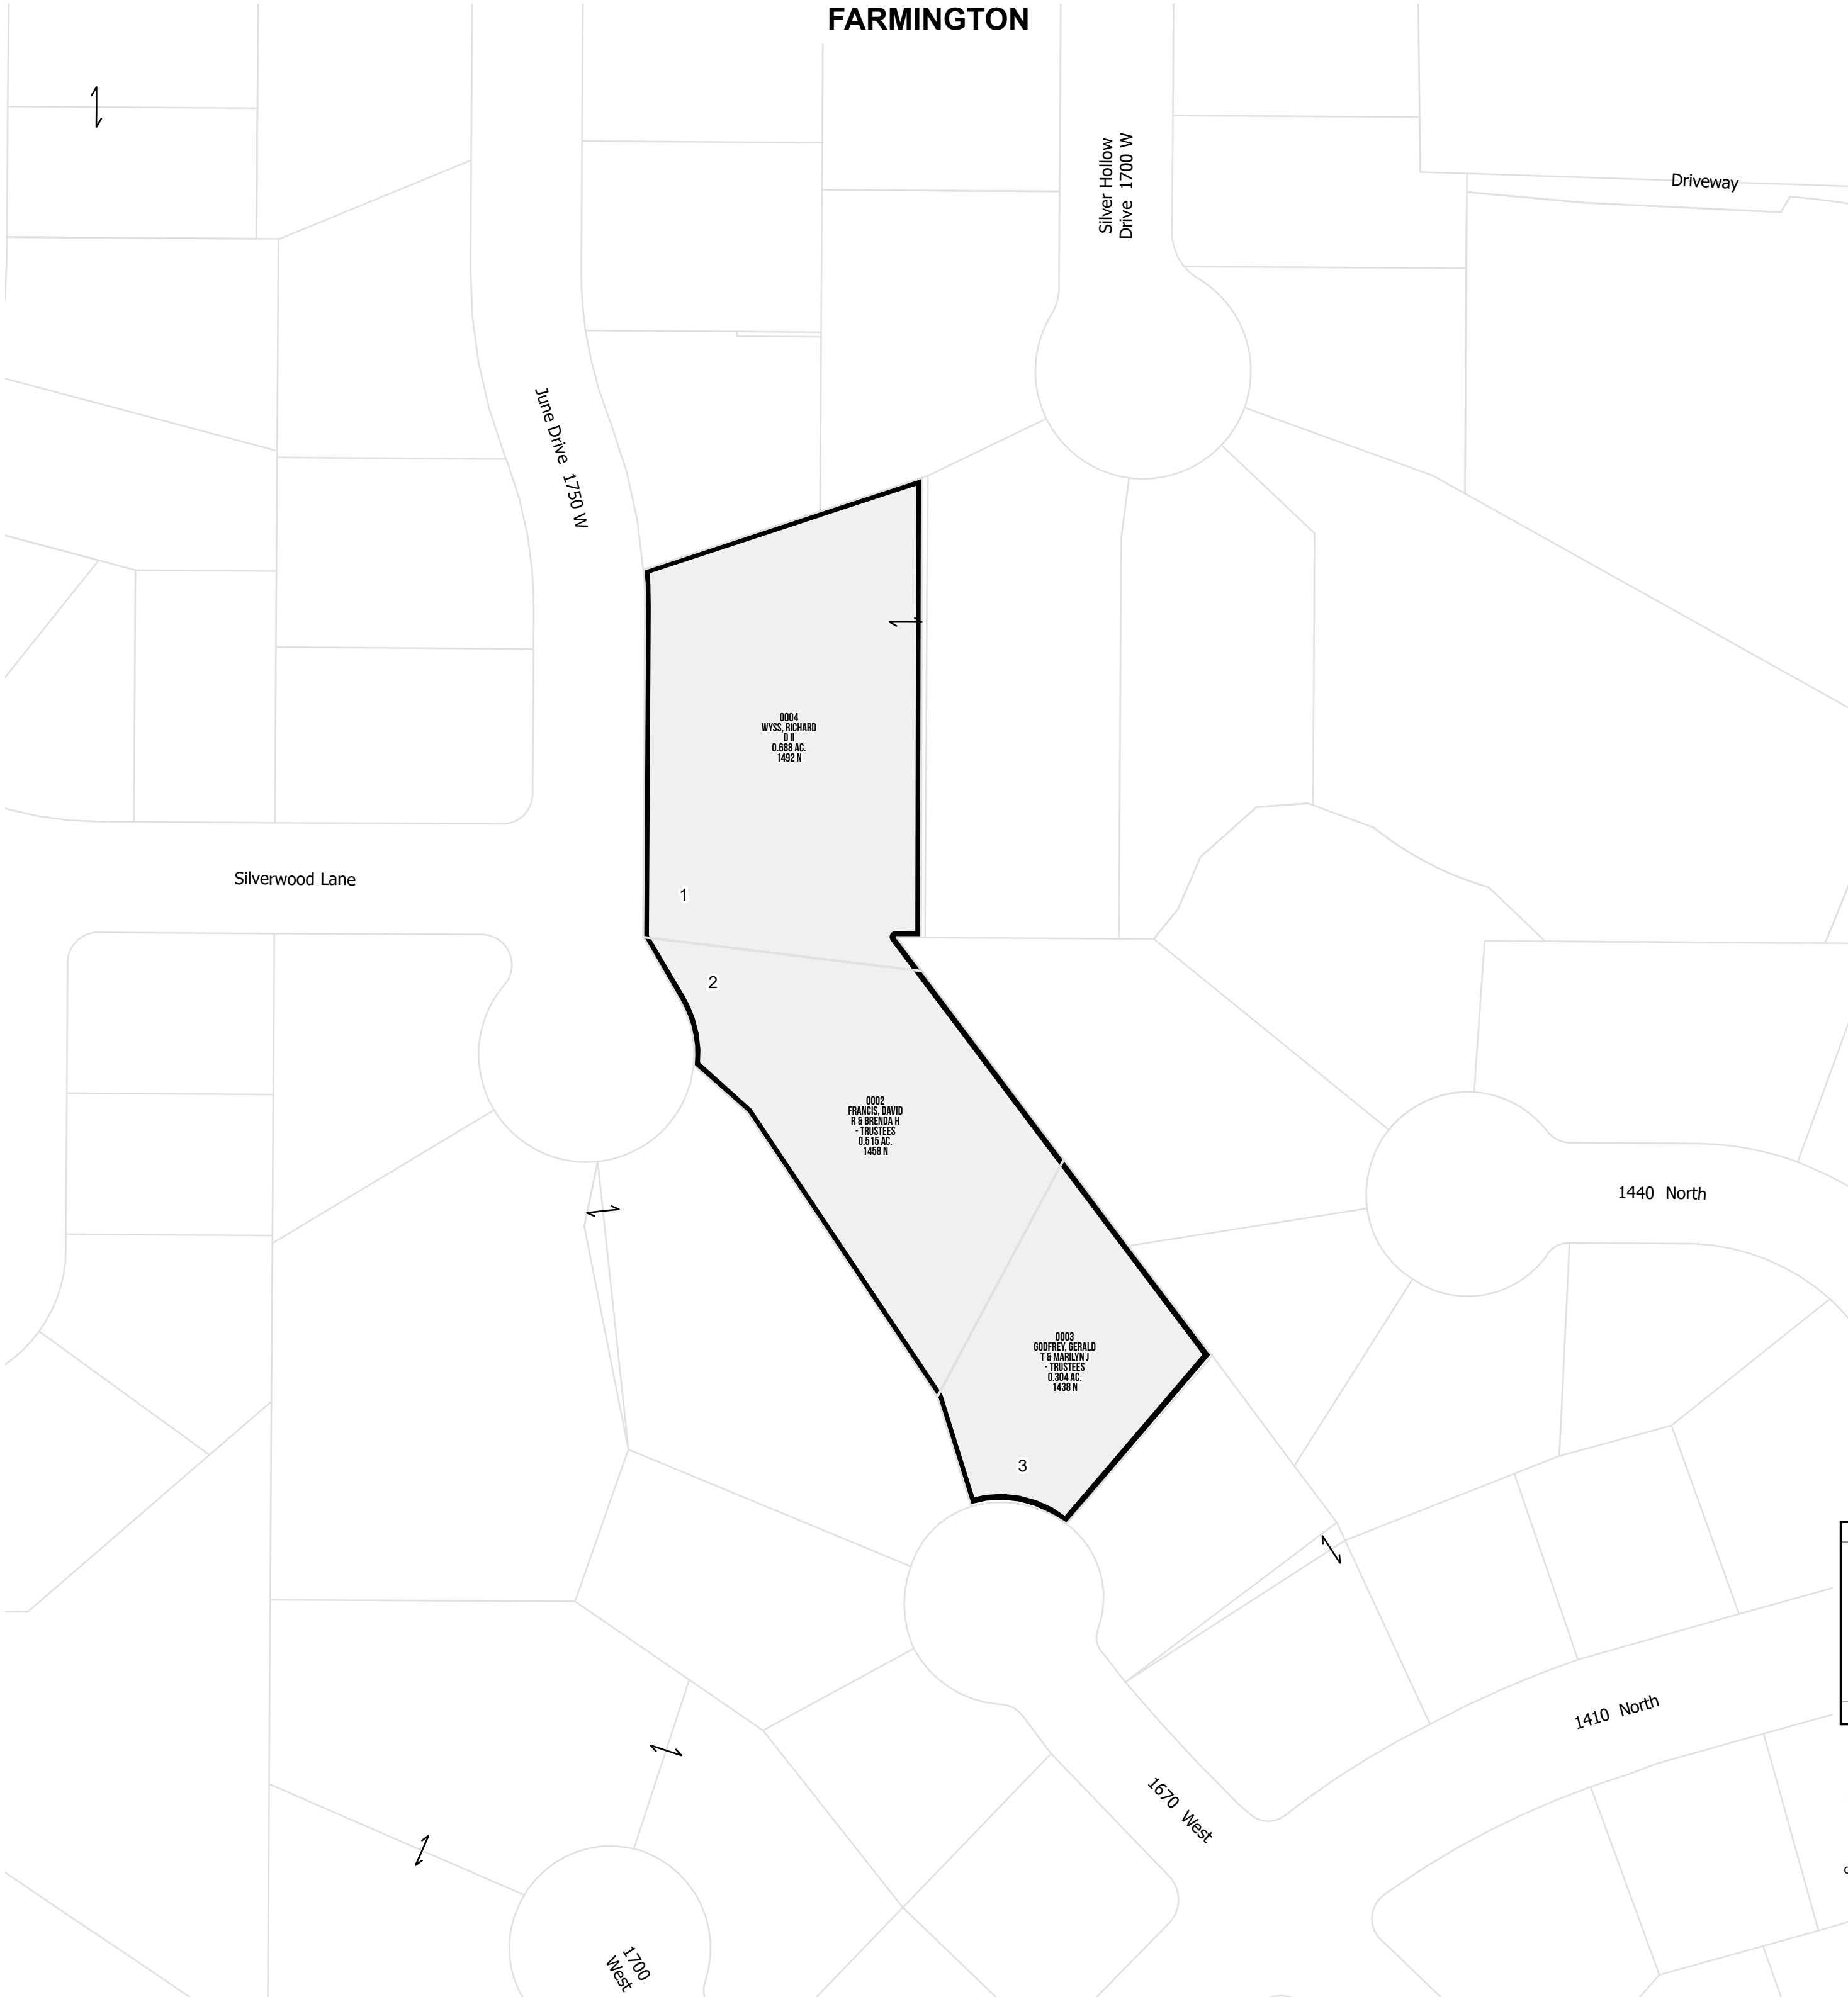 FARMINGTON
Silver Hollow
Drive 1700 W
Driveway
June Drive 1750 W
0004
WYSS, RICHARD
D II
0.688 AC.
1492 N
Silverwood Lane
1
2
0002
FRANCIS, DAVID
R & BRENDA H
- TRUSTEES
0.515 AC.
1458 N
1440 North
0003
GODFREY, GERALD
T & MARILYN J
- TRUSTEES
0.304 AC.
1438 N
3
1410 North
1670 West
1700
West